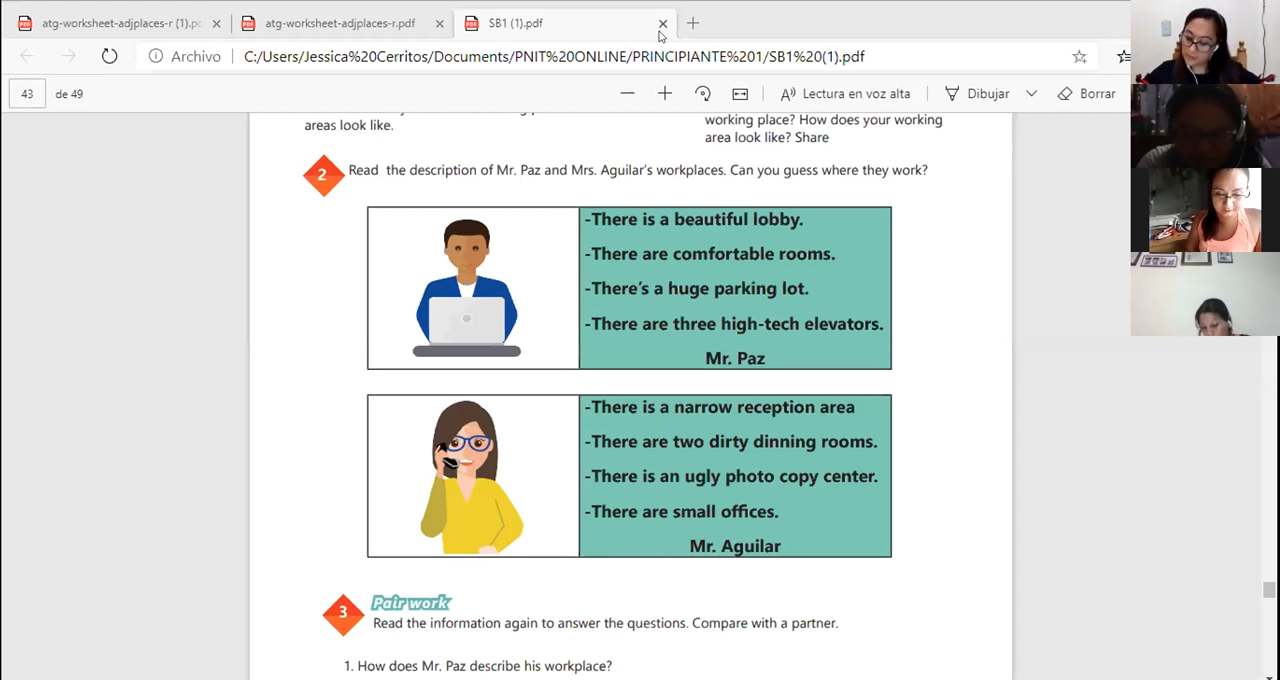 atg-worksheet-adjplaces-r (1).pc
atg-worksheet-adjplaces-r.pdf
SB1 (1).pdf
Archivo
C:/Users/Jessica%20Cerritos/Documents/PNIT%20ONLINE/PRINCIPIANTE%201/SB1%20(1).pdf
43 de 49
Lectura en voz alta
Dibujar
Borrar
areas look like.
working place? How does your working
area look like? Share
2
Read the description of Mr. Paz and Mrs. Aguilar's workplaces. Can you guess where they work?
-There is a beautiful lobby.
-There are comfortable rooms.
-There's a huge parking lot.
-There are three high-tech elevators.
Mr. Paz
-There is a narrow reception area
-There are two dirty dinning rooms.
-There is an ugly photo copy center.
-There are small offices.
Mr. Aguilar
3
Pair work
Read the information again to answer the questions. Compare with a partner.
1. How does Mr. Paz describe his workplace?